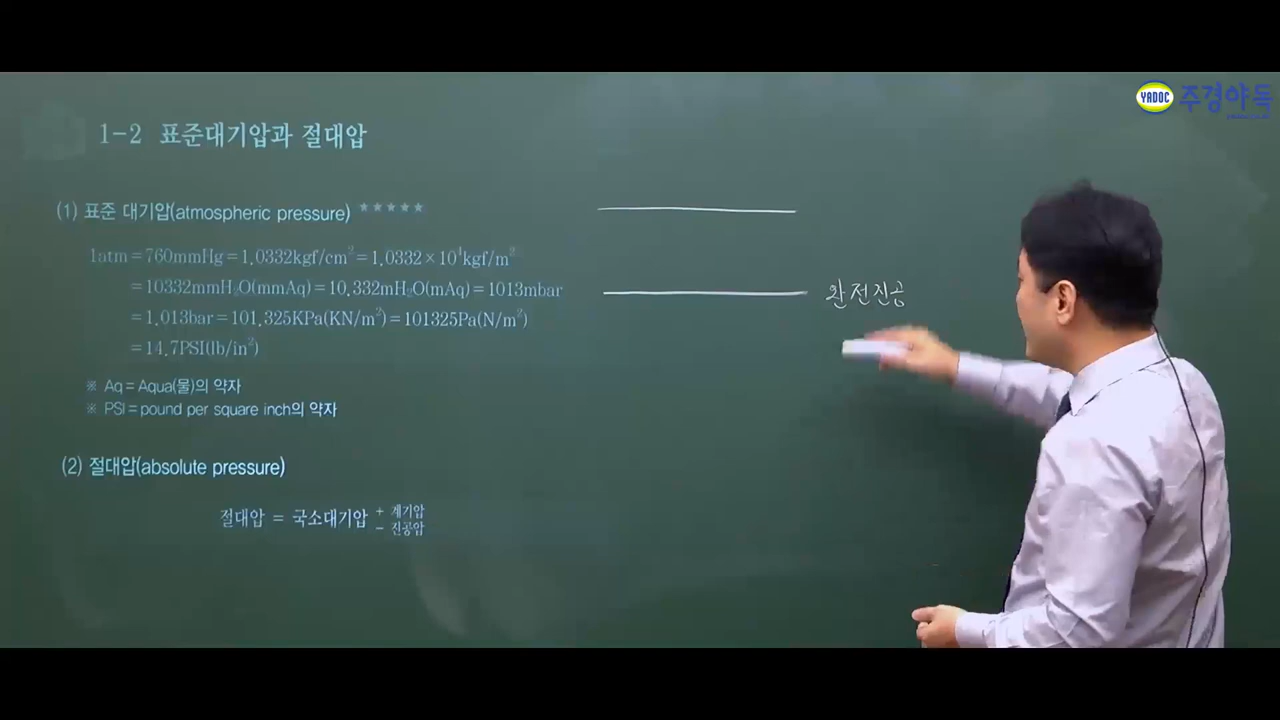 YADOC 주경야독
1-2 표준대기압과 절대압
(1) 표준 대기압(atmospheric pressure) ★★★★★
1atm = 760mmHg = 1.0332kgf/cm² = 1.0332 × 10⁴kgf/m²
= 10332mmH₂O(mmAq) = 10.332mH₂O(mAq) = 1013mbar
= 1.013bar = 101.325KPa(KN/m²) = 101325Pa(N/m²)
= 14.7PSI(lb/in²)
완전진공
※ Aq = Aqua(물)의 약자
※ PSI = pound per square inch의 약자
(2) 절대압(absolute pressure)
절대압 = 국소대기압 + 계기압
− 진공압